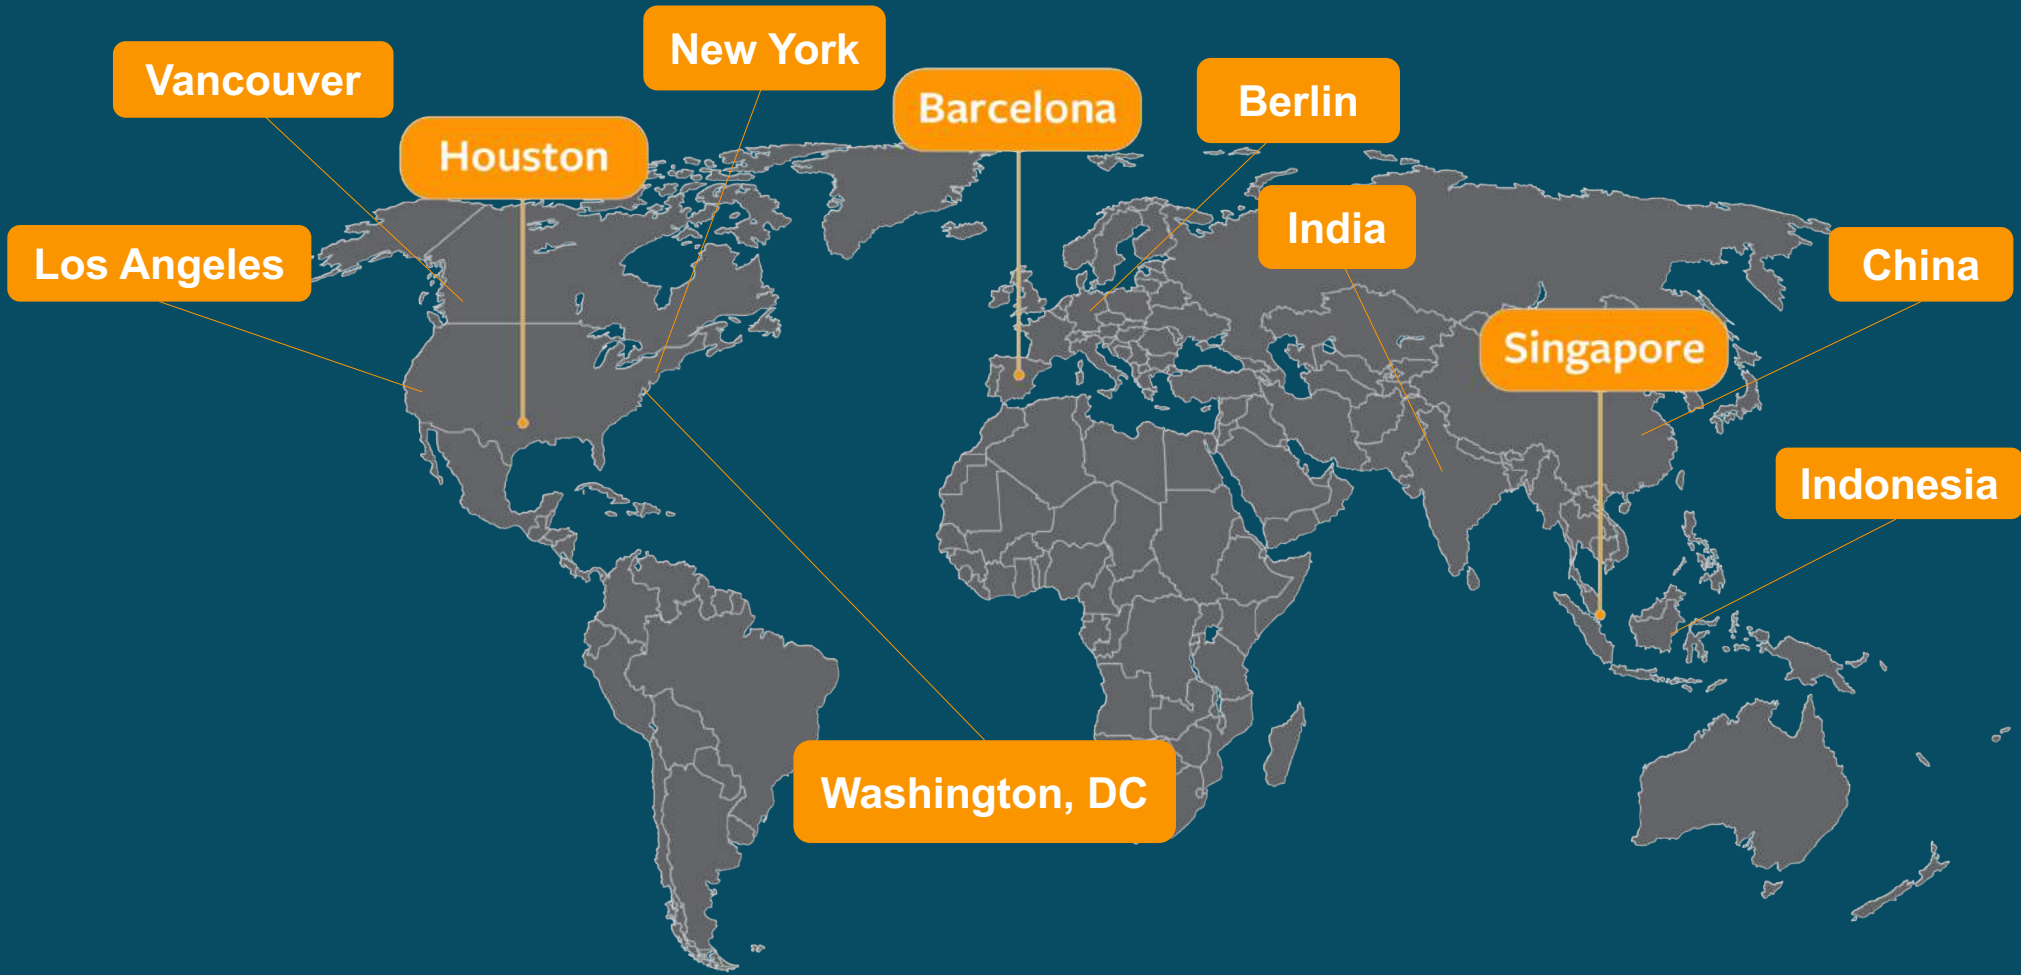 New York
Vancouver
Barcelona
Berlin
Houston
India
Los Angeles
China
Singapore
Indonesia
Washington, DC